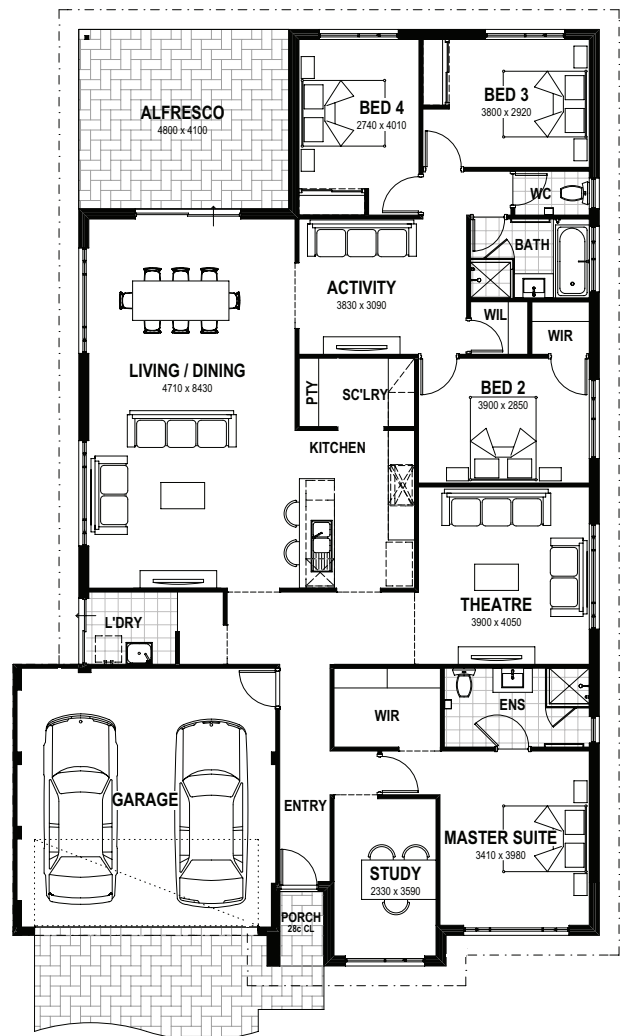 ALFRESCO
4800 x 4100
BED 4
2740 x 4010
BED 3
3800 x 2920
WC
BATH
ACTIVITY
3830 x 3090
WIL
WIR
LIVING / DINING
4710 x 8430
PTY
SC'LRY
BED 2
3900 x 2850
KITCHEN
THEATRE
3900 x 4050
L'DRY
WIR
ENS
GARAGE
ENTRY
MASTER SUITE
3410 x 3980
STUDY
2330 x 3590
PORCH
28c CL